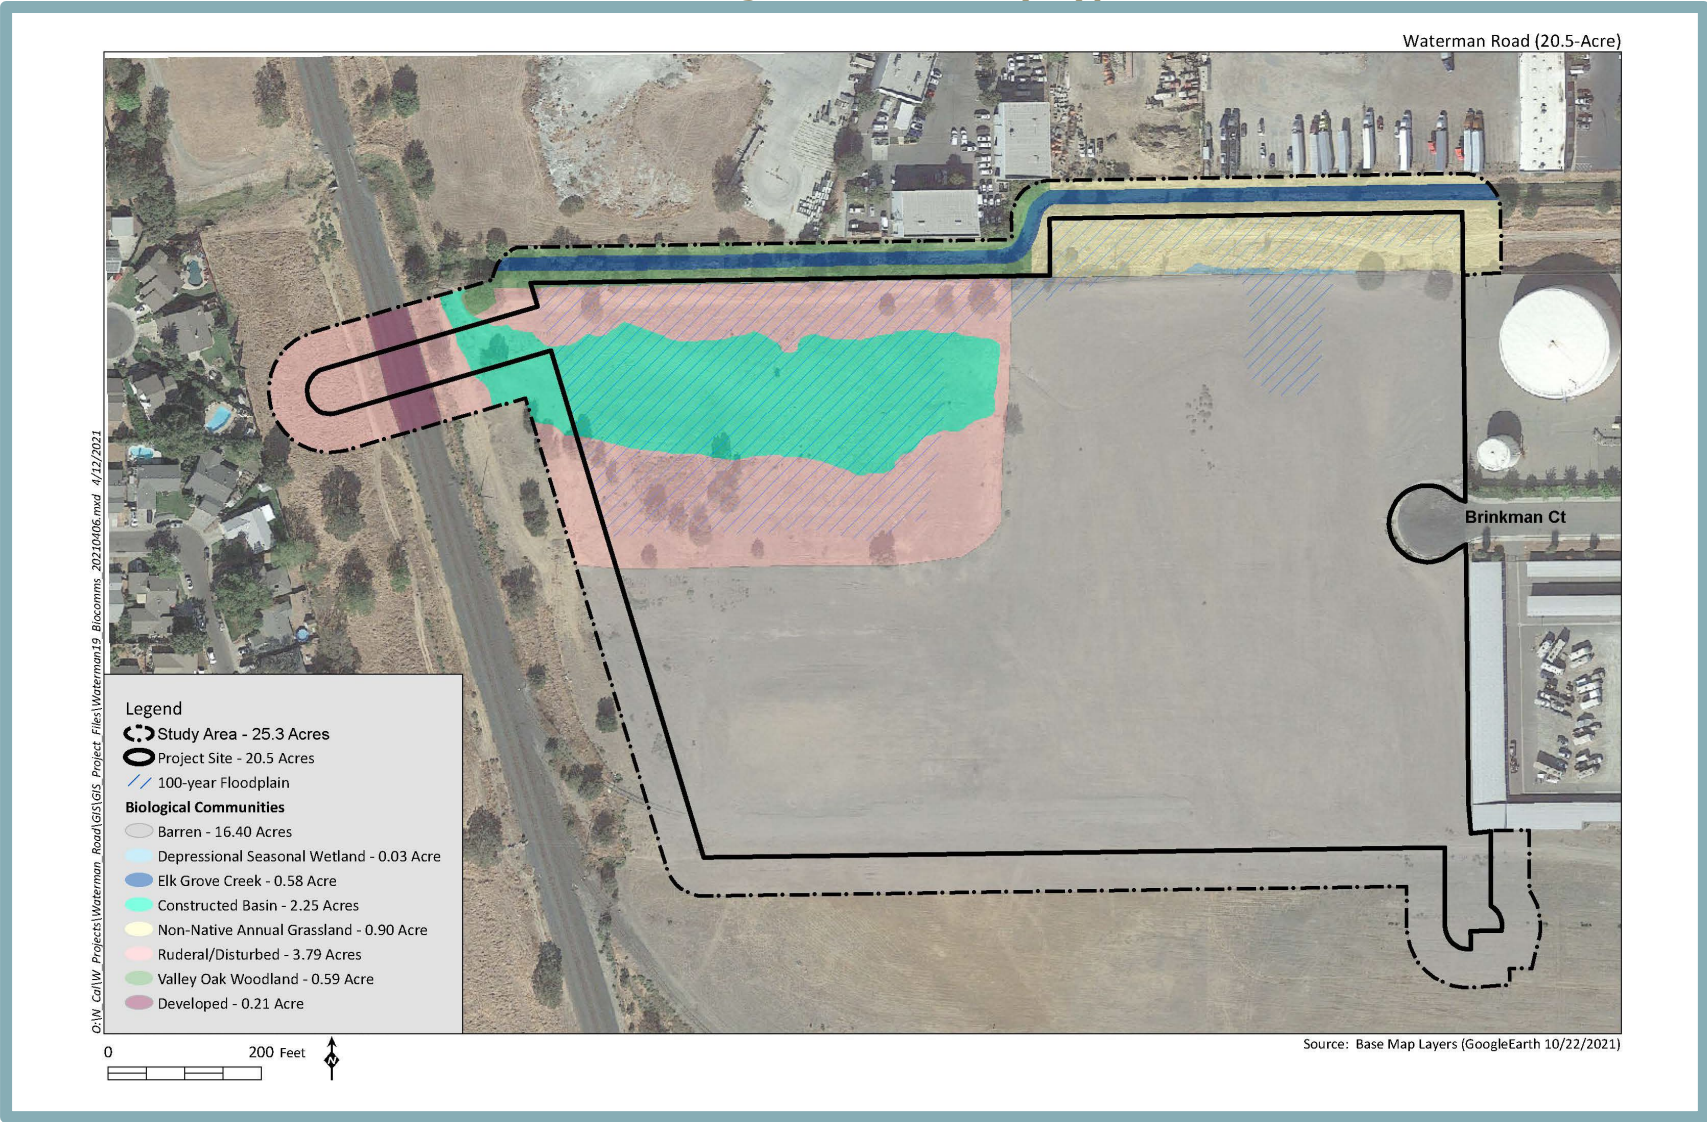 Waterman Road (20.5-Acre)
Brinkman Ct
O:\N_Cal\W_Projects\Waterman_Road\GIS\GIS_Project_Files\Waterman19_Biocomms_20210406.mxd 4/12/2021
Legend
Study Area - 25.3 Acres
Project Site - 20.5 Acres
100-year Floodplain
Biological Communities
Barren - 16.40 Acres
Depressional Seasonal Wetland - 0.03 Acre
Elk Grove Creek - 0.58 Acre
Constructed Basin - 2.25 Acres
Non-Native Annual Grassland - 0.90 Acre
Ruderal/Disturbed - 3.79 Acres
Valley Oak Woodland - 0.59 Acre
Developed - 0.21 Acre
0 200 Feet
N
Source: Base Map Layers (GoogleEarth 10/22/2021)